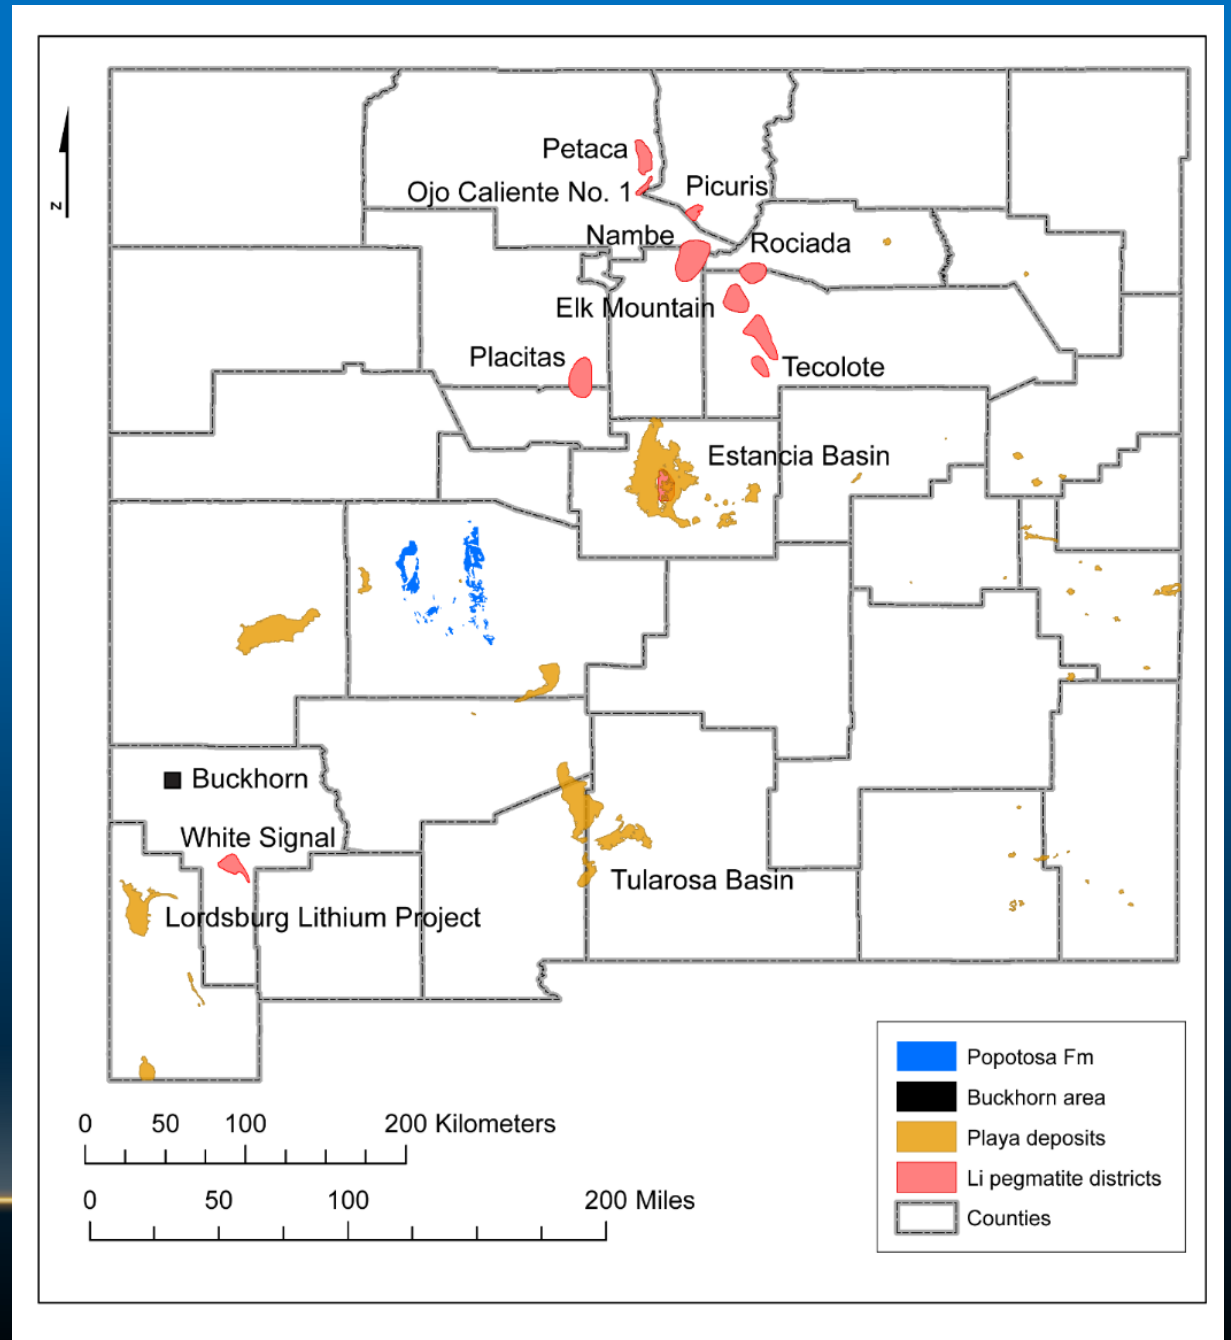 Petaca
Ojo Caliente No. 1
Picuris
Nambe
Rociada
Elk Mountain
Placitas
Tecolote
Estancia Basin
Buckhorn
White Signal
Tularosa Basin
Lordsburg Lithium Project
N
Popotosa Fm
Buckhorn area
Playa deposits
Li pegmatite districts
Counties
0 50 100 200 Kilometers
0 50 100 200 Miles